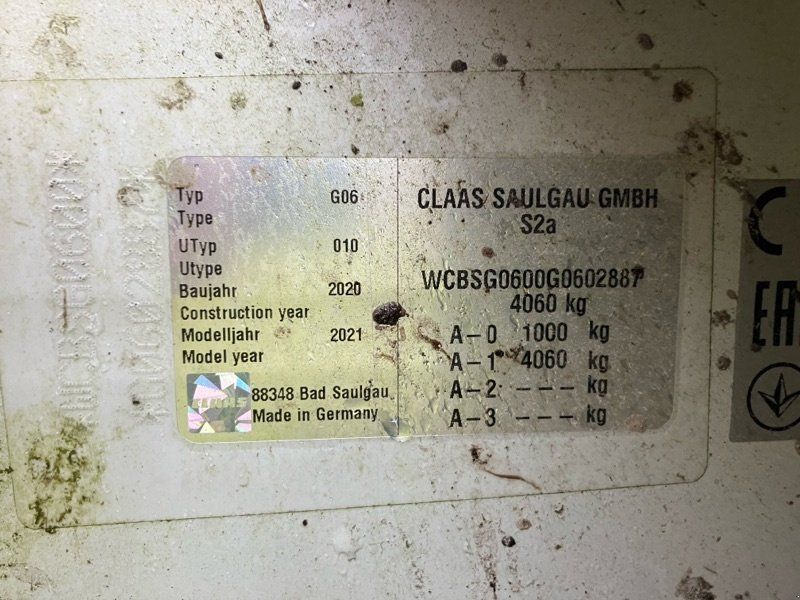 Typ G06
Type
UTyp 010
Utype
Baujahr 2020
Construction year
Modelljahr 2021
Model year
CLAAS
88348 Bad Saulgau
Made in Germany
CLAAS SAULGAU GMBH
S2a
WCBSG0600G0602887
4060 kg
A-0 1000 kg
A-1 4060 kg
A-2 --- kg
A-3 --- kg